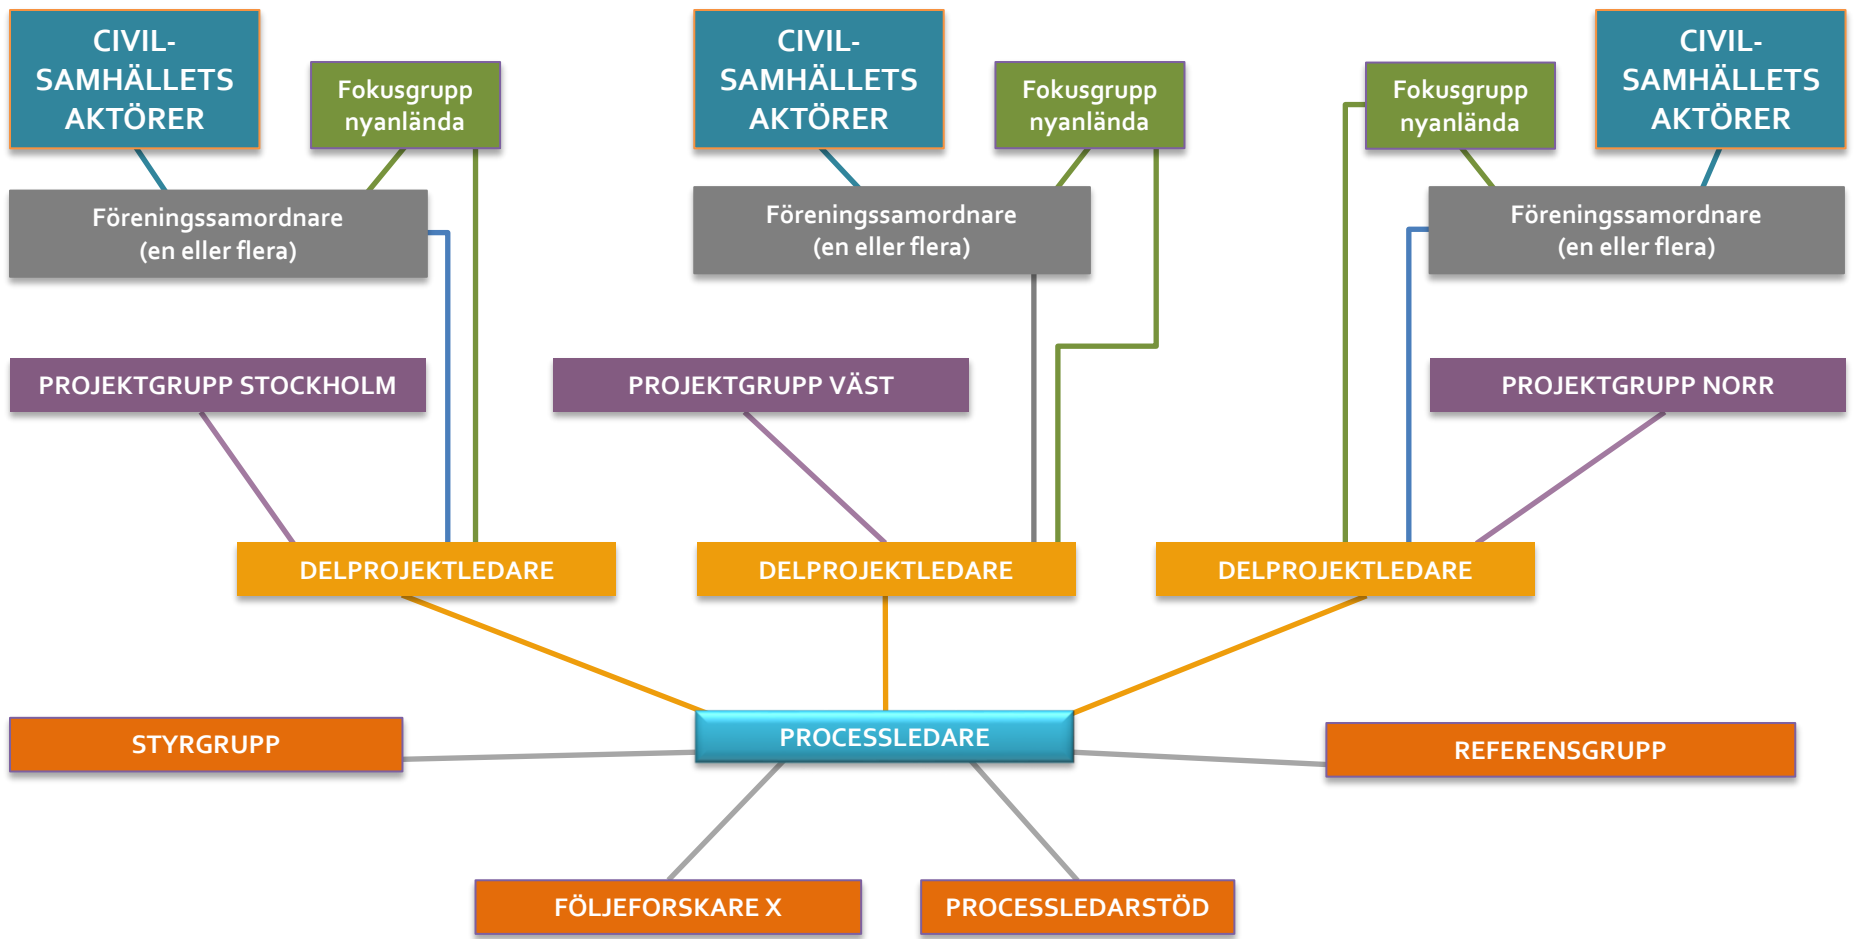 CIVIL-
SAMHÄLLETS
AKTÖRER
Fokusgrupp
nyanlända
CIVIL-
SAMHÄLLETS
AKTÖRER
Fokusgrupp
nyanlända
Fokusgrupp
nyanlända
CIVIL-
SAMHÄLLETS
AKTÖRER
Föreningssamordnare
(en eller flera)
Föreningssamordnare
(en eller flera)
Föreningssamordnare
(en eller flera)
PROJEKTGRUPP STOCKHOLM
PROJEKTGRUPP VÄST
PROJEKTGRUPP NORR
DELPROJEKTLEDARE
DELPROJEKTLEDARE
DELPROJEKTLEDARE
STYRGRUPP
PROCESSLEDARE
REFERENSGRUPP
FÖLJEFORSKARE X
PROCESSLEDARSTÖD